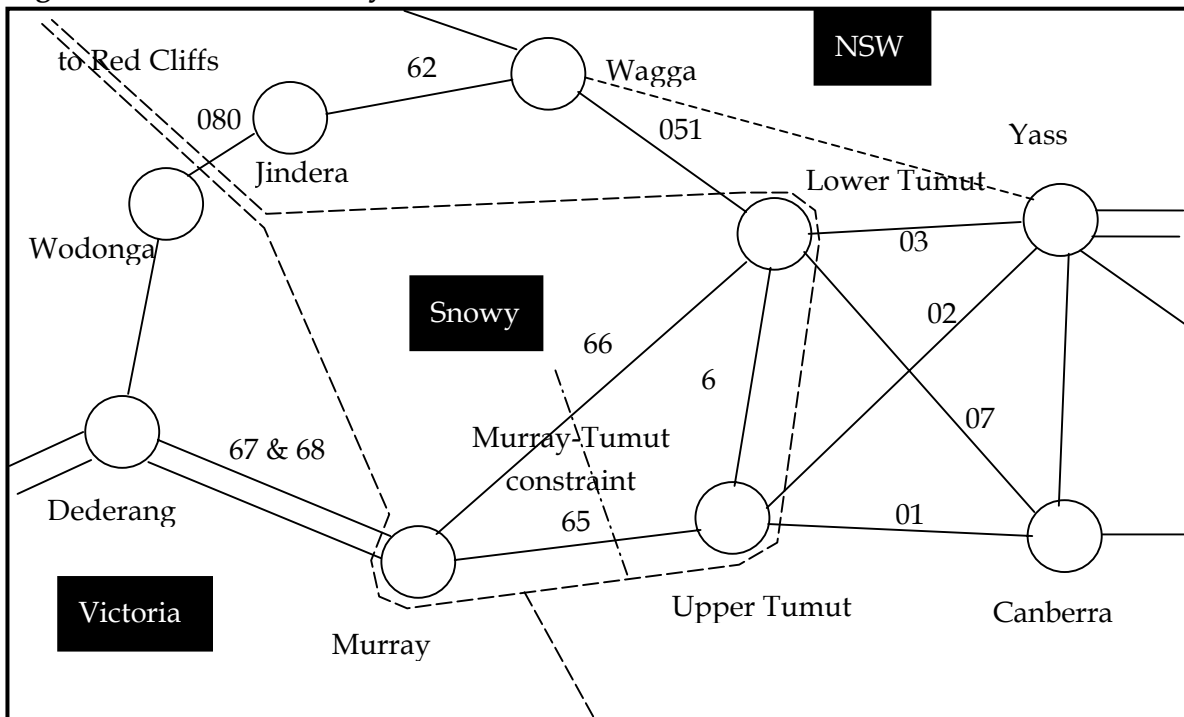 NSW
to Red Cliffs
62
Wagga
080
051
Yass
Jindera
Lower Tumut
03
Wodonga
Snowy
02
66
6
07
67 & 68
Murray-Tumut
constraint
Dederang
65
01
Victoria
Upper Tumut
Canberra
Murray